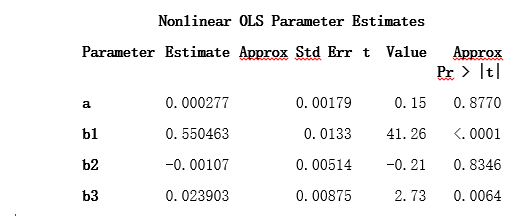 Nonlinear OLS Parameter Estimates
Parameter Estimate Approx Std Err t Value Approx
Pr > |t|
a 0.000277 0.00179 0.15 0.8770
b1 0.550463 0.0133 41.26 <.0001
b2 -0.00107 0.00514 -0.21 0.8346
b3 0.023903 0.00875 2.73 0.0064